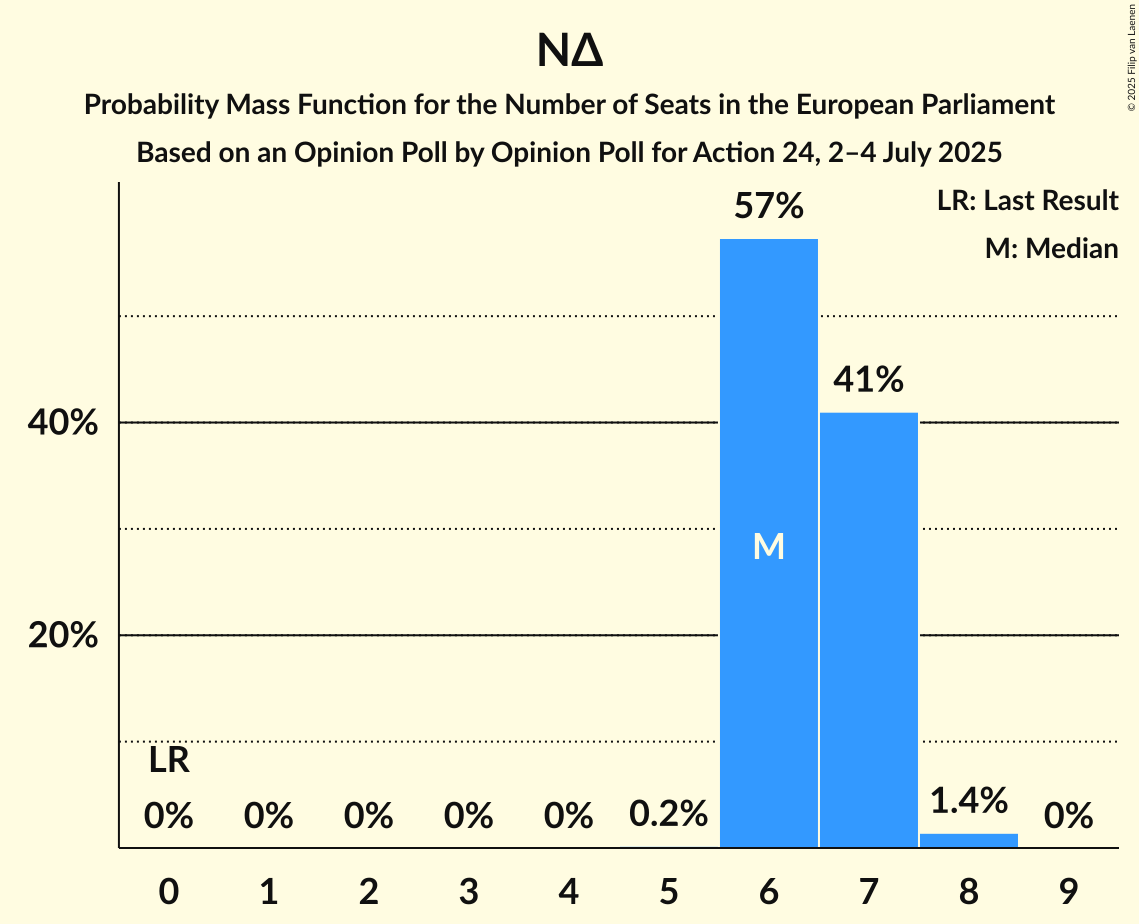 ΝΔ
Probability Mass Function for the Number of Seats in the European Parliament
Based on an Opinion Poll by Opinion Poll for Action 24, 2–4 July 2025
© 2025 Filip van Laenen
LR: Last Result
M: Median
57%
41%
40%
M
20%
LR
0% 0% 0% 0% 0% 0.2% 1.4% 0%
0 1 2 3 4 5 6 7 8 9